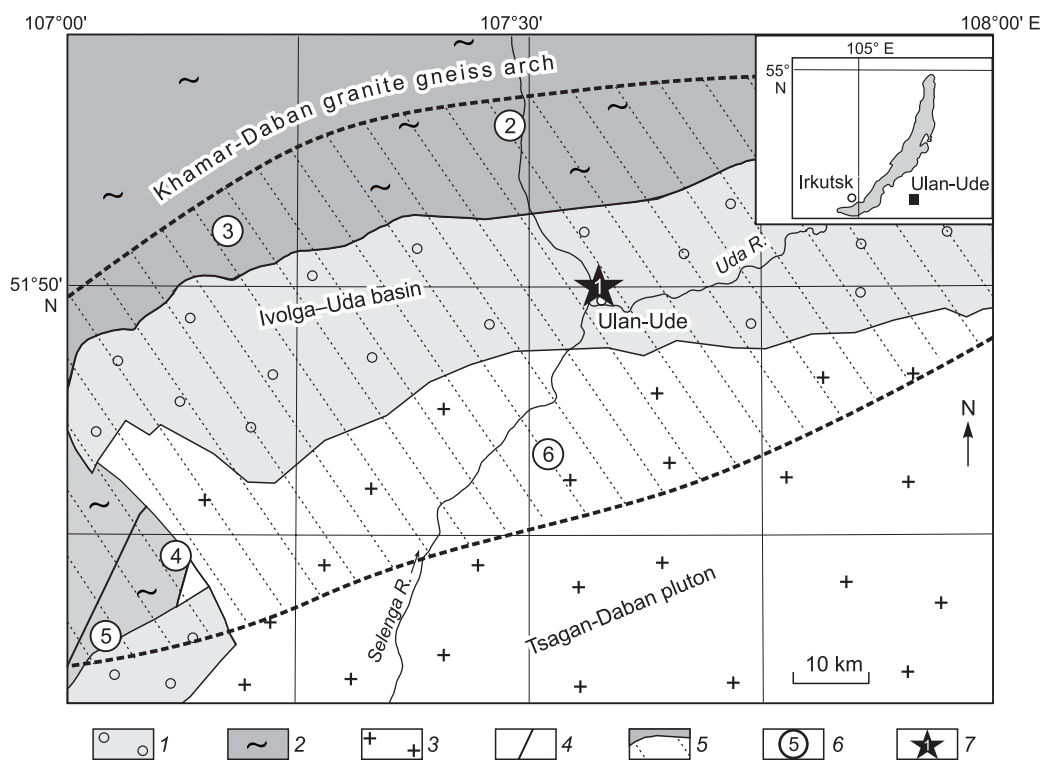 107°00'
107°30'
108°00' E
105° E
55°
N
Irkutsk
Ulan-Ude
Khamar-Daban granite gneiss arch
2
3
Uda R.
51°50'
N
Ivolga–Uda basin
1
Ulan-Ude
N
6
4
5
Selenga R.
Tsagan-Daban pluton
10 km
1
2
3
4
5
5
6
1
7